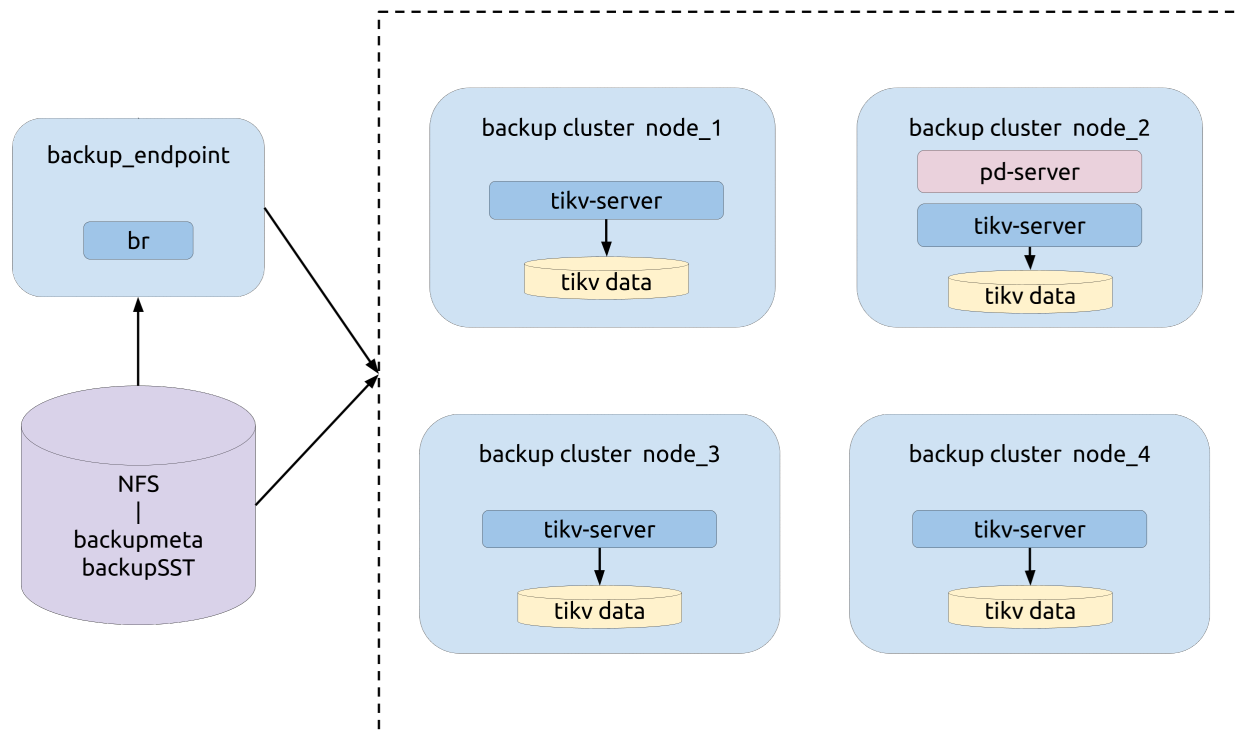 backup_endpoint
br
NFS
|
backupmeta
backupSST
backup cluster node_1
tikv-server
tikv data
backup cluster node_2
pd-server
tikv-server
tikv data
backup cluster node_3
tikv-server
tikv data
backup cluster node_4
tikv-server
tikv data